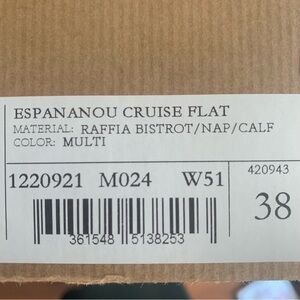 ESPANANOU CRUISE FLAT
MATERIAL: RAFFIA BISTROT/NAP/CALF
COLOR: MULTI
1220921 M024 W51
420943
38
361548 5138253